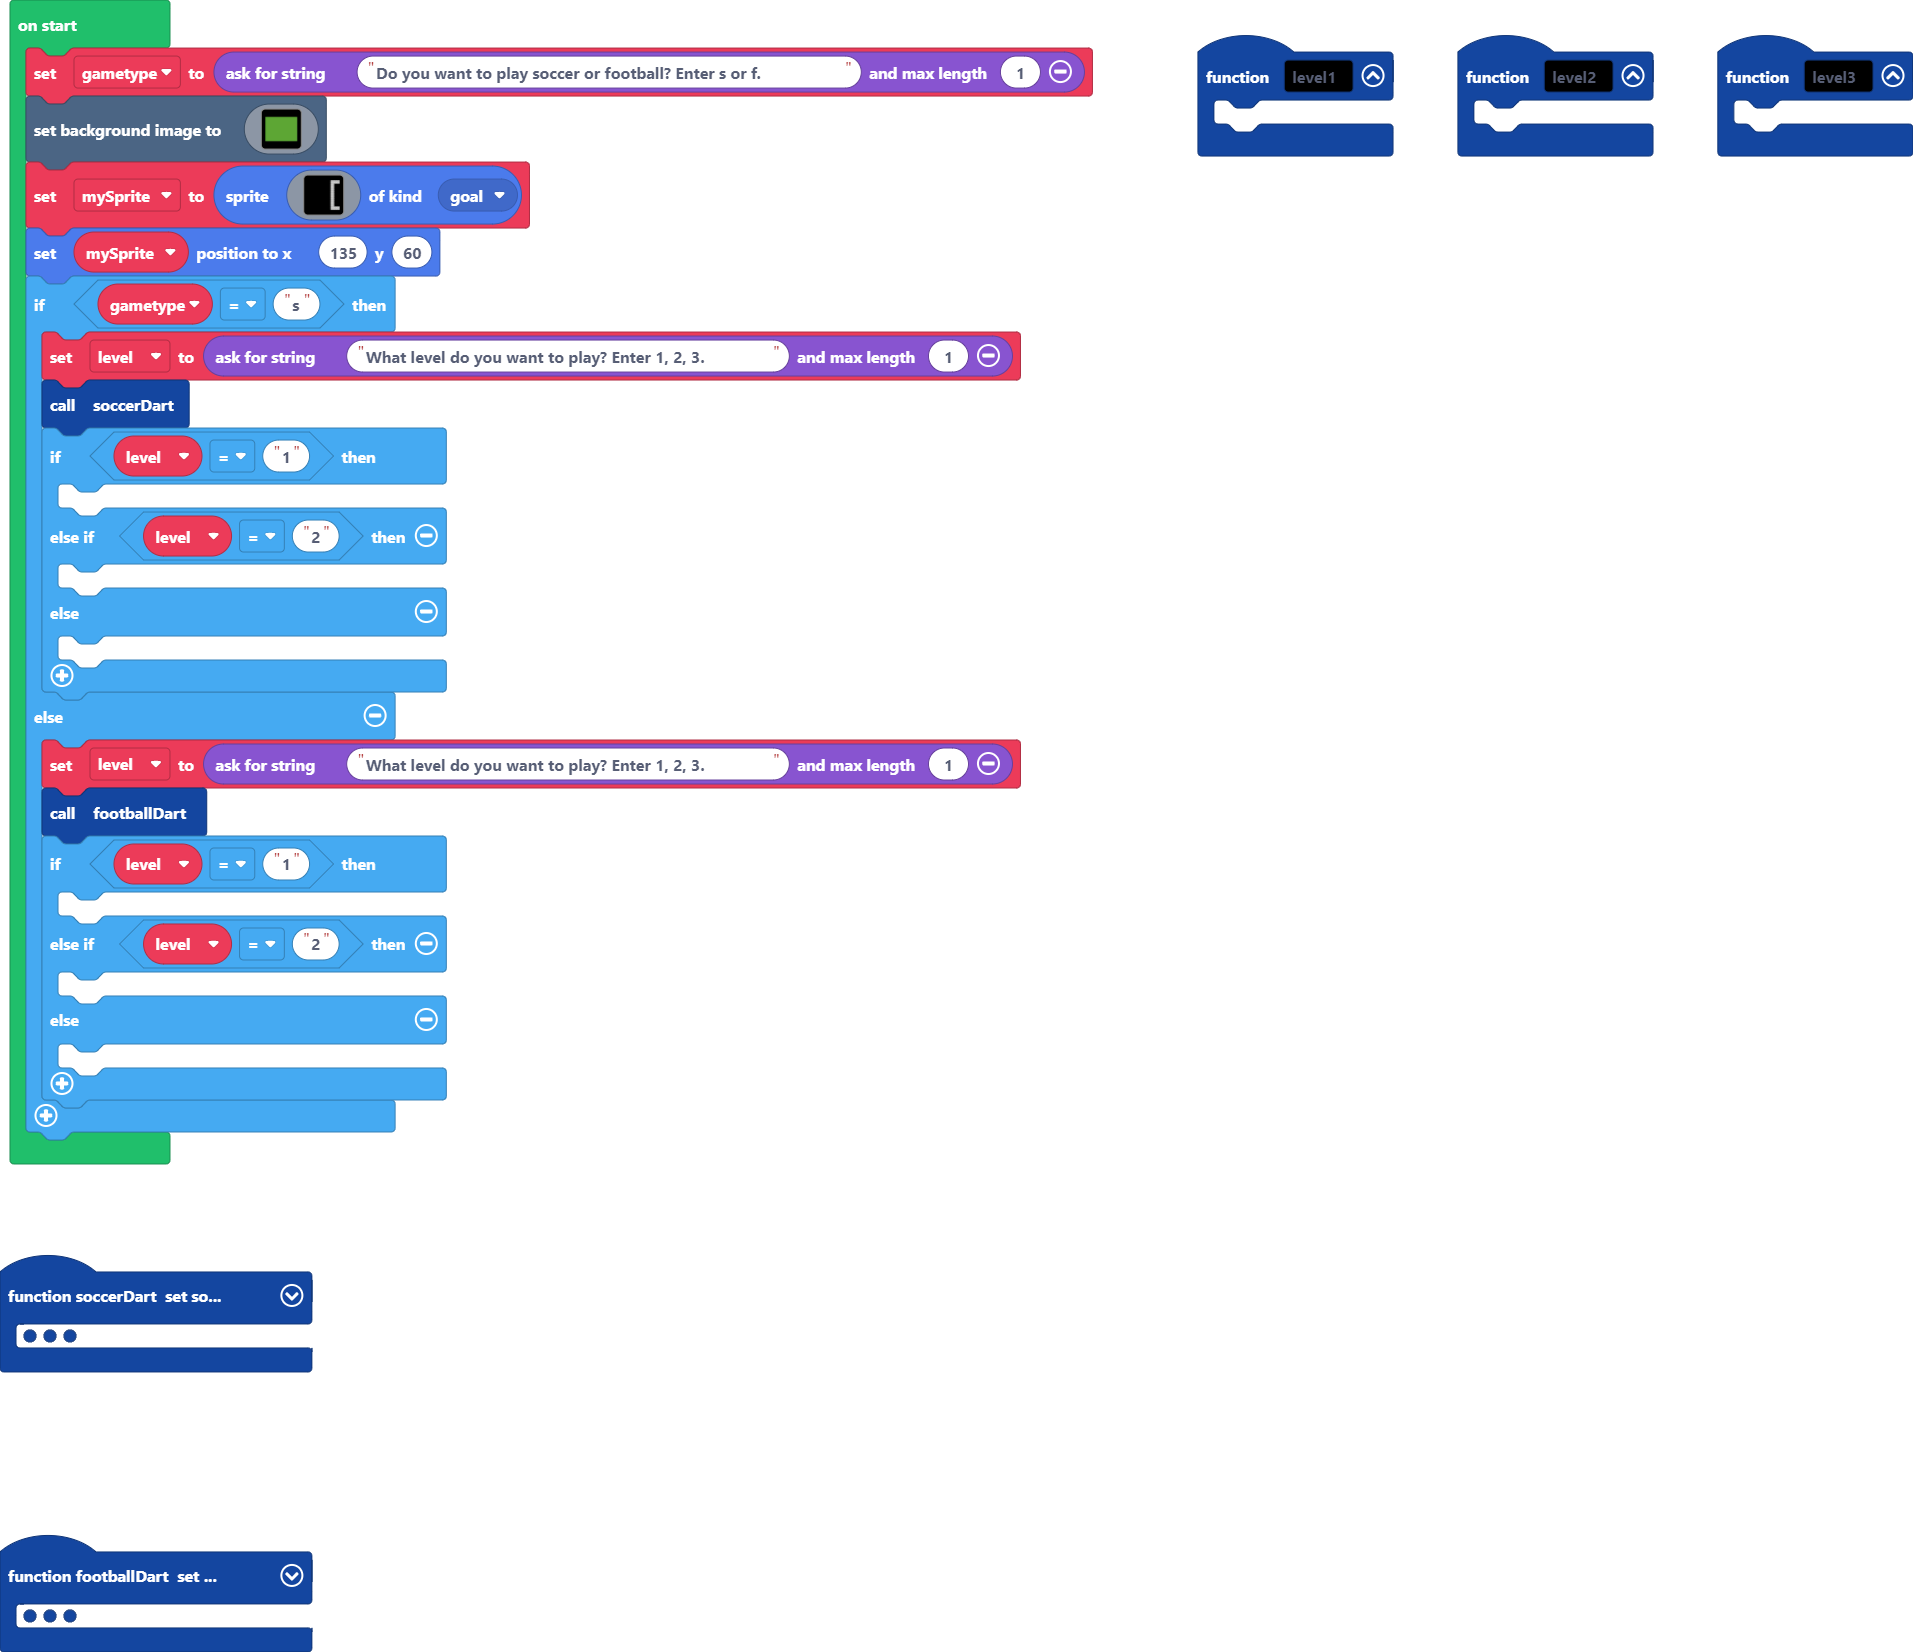 on start
set gametype to ask for string "Do you want to play soccer or football? Enter s or f." and max length 1
set background image to
set mySprite to sprite [ of kind goal
set mySprite position to x 135 y 60
if gametype = "s" then
set level to ask for string "What level do you want to play? Enter 1, 2, 3." and max length 1
call soccerDart
if level = "1" then
else if level = "2" then
else
else
set level to ask for string "What level do you want to play? Enter 1, 2, 3." and max length 1
call footballDart
if level = "1" then
else if level = "2" then
else
function level1
function level2
function level3
function soccerDart set so...
function footballDart set ...